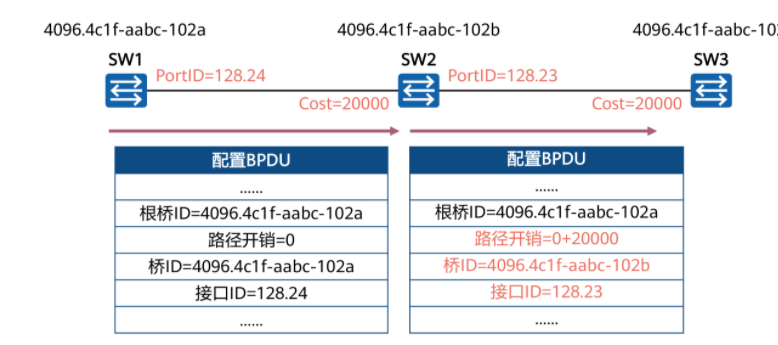 4096.4c1f-aabc-102a 4096.4c1f-aabc-102b 4096.4c1f-aabc-10
SW1 SW2 SW3
PortID=128.24 PortID=128.23
Cost=20000 Cost=20000
配置BPDU
......
根桥ID=4096.4c1f-aabc-102a
路径开销=0
桥ID=4096.4c1f-aabc-102a
接口ID=128.24
......
配置BPDU
......
根桥ID=4096.4c1f-aabc-102a
路径开销=0+20000
桥ID=4096.4c1f-aabc-102b
接口ID=128.23
......